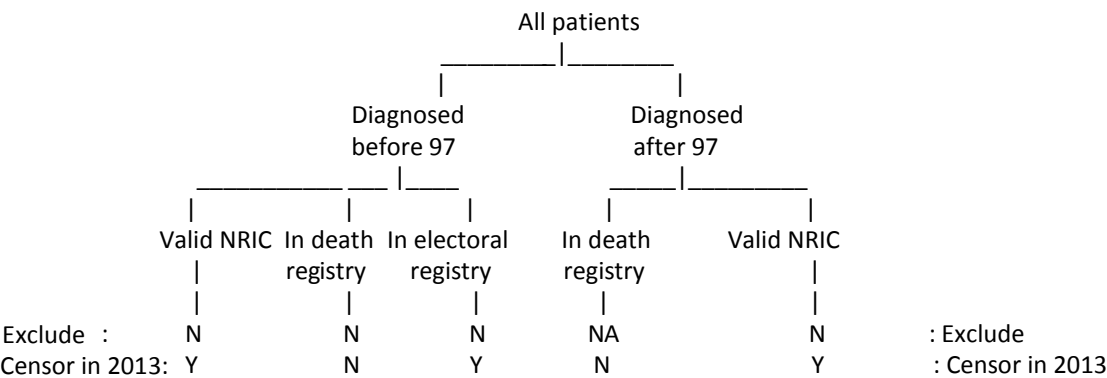 All patients
Diagnosed Diagnosed
before 97 after 97
Valid NRIC In death In electoral In death Valid NRIC
registry registry registry
Exclude : N N N NA N : Exclude
Censor in 2013: Y N Y N Y : Censor in 2013